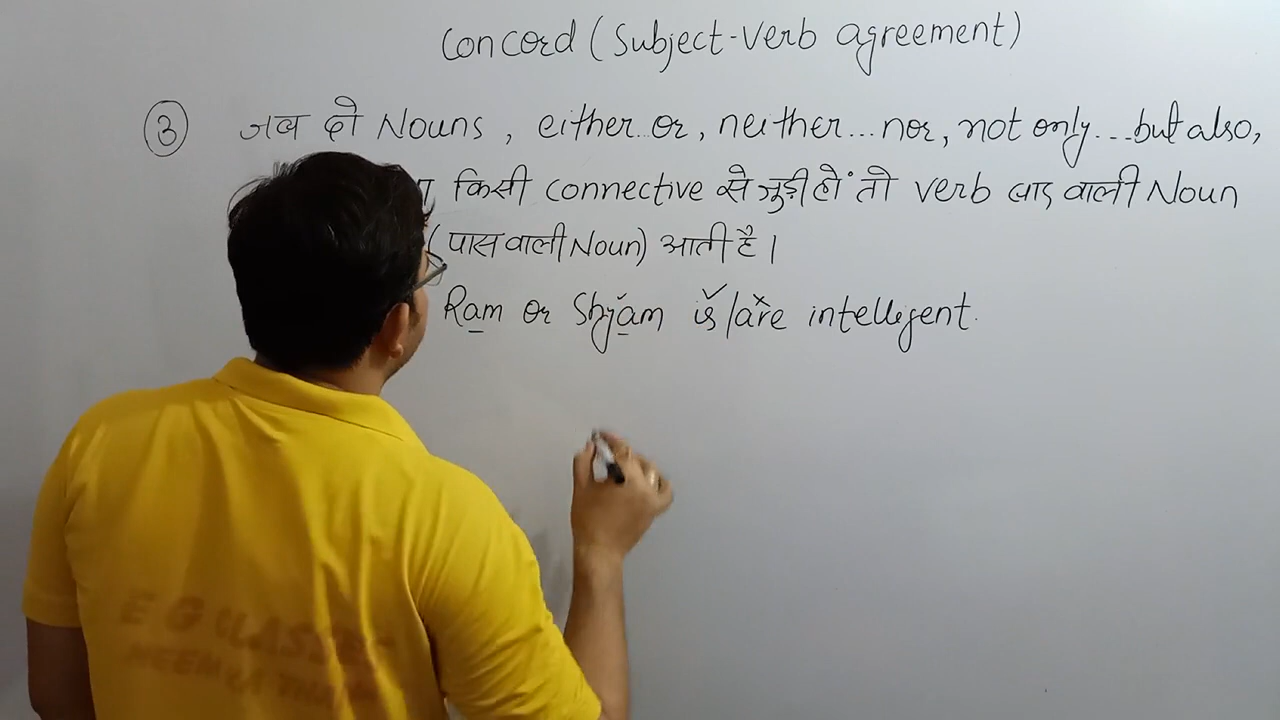 Concord (Subject-Verb agreement)
③ जब दो Nouns, either...or, neither...nor, not only...but also,
किसी connective से जुड़ी हों तो verb बाद वाली Noun
(पास वाली Noun) आती है।
Ram or Shyam is/are intelligent.
E G CLASSES